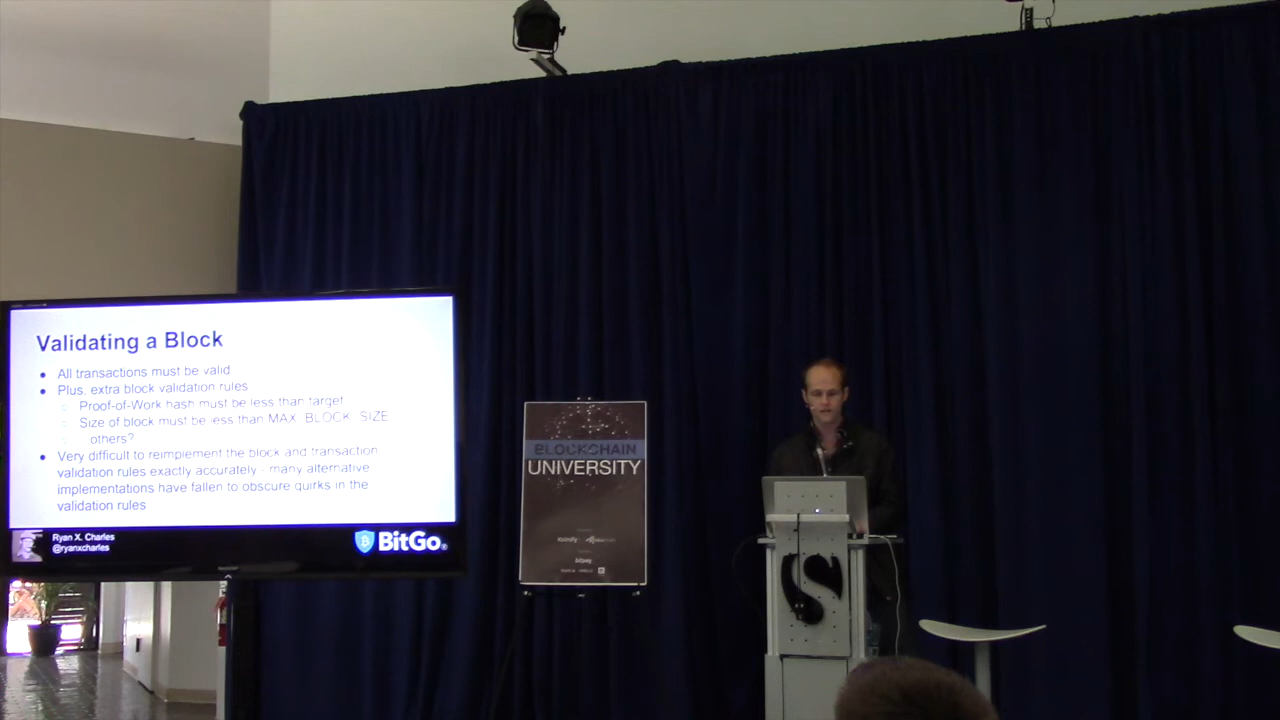 Validating a Block
● All transactions must be valid
● Plus, extra block validation rules
○ Proof-of-Work hash must be less than target
○ Size of block must be less than MAX_BLOCK_SIZE
○ others?
● Very difficult to reimplement the block and transaction
validation rules exactly accurately - many alternative
implementations have fallen to obscure quirks in the
validation rules
Ryan X. Charles
@ryanxcharles
BitGo
BLOCKCHAIN
UNIVERSITY
bitpay
S